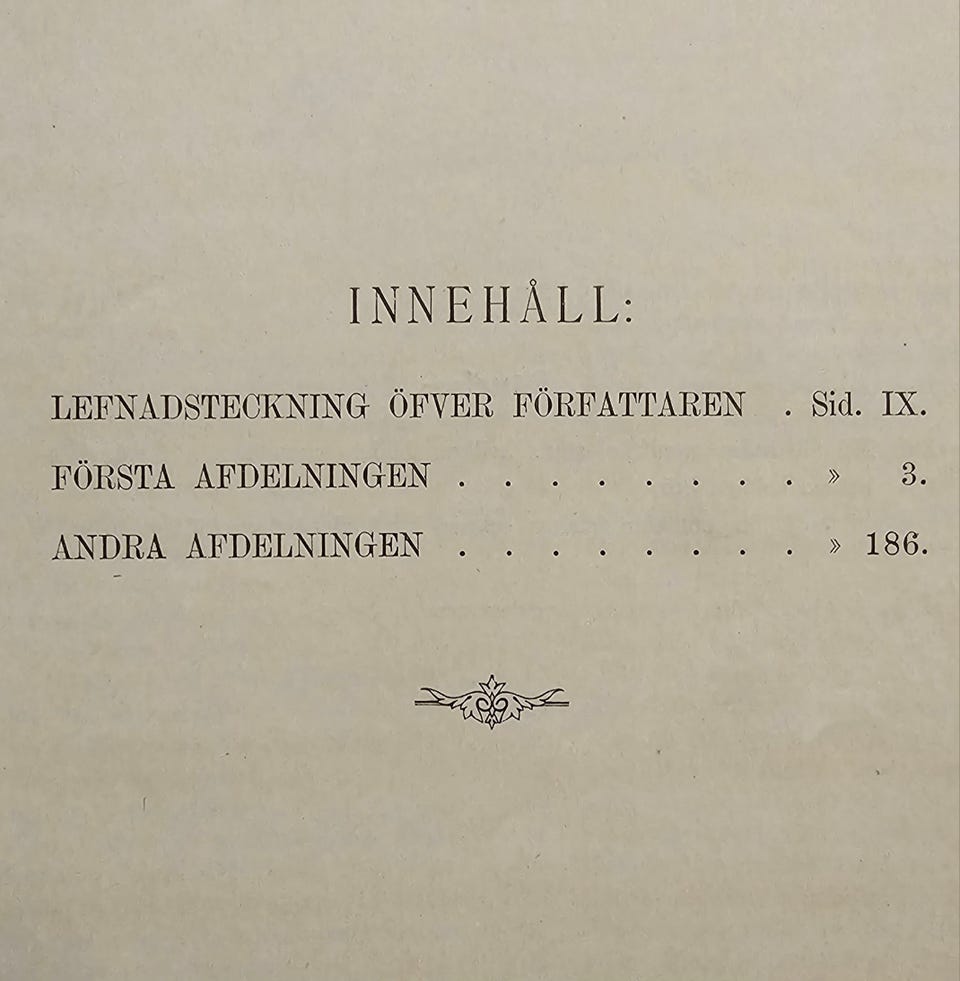 INNEHÅLL:
LEFNADSTECKNING ÖFVER FÖRFATTAREN . Sid. IX.
FÖRSTA AFDELNINGEN . . . . . . . . » 3.
ANDRA AFDELNINGEN . . . . . . . . » 186.